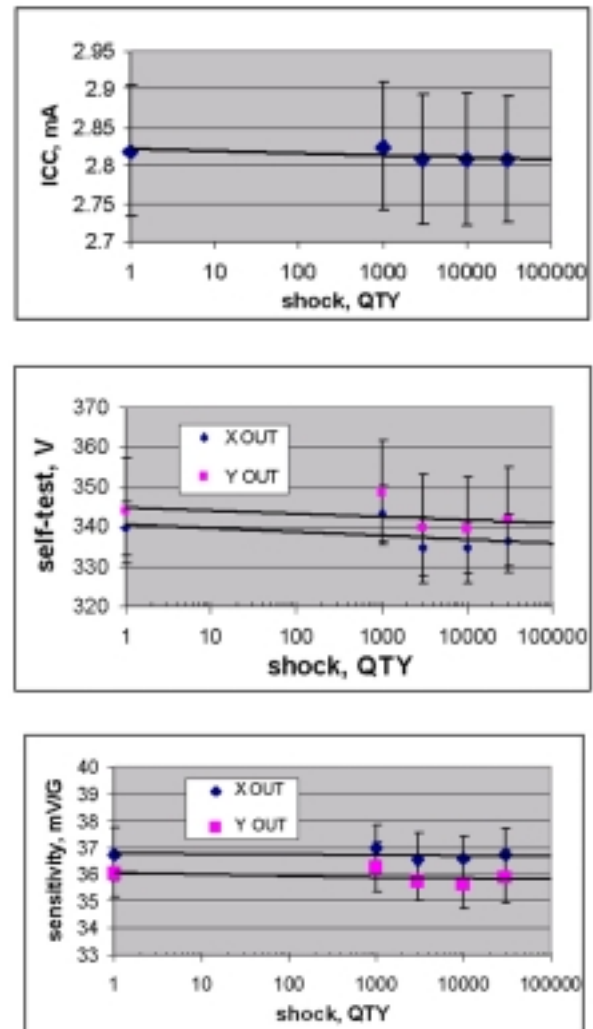 2.95
2.9
2.85
2.8
2.75
2.7
ICC, mA
1 10 100 1000 10000 100000
shock, QTY
370
360
350
340
330
320
self-test, V
X OUT
Y OUT
1 10 100 1000 10000 100000
shock, QTY
40
39
38
37
36
35
34
33
sensitivity, mV/G
X OUT
Y OUT
1 10 100 1000 10000 100000
shock, QTY